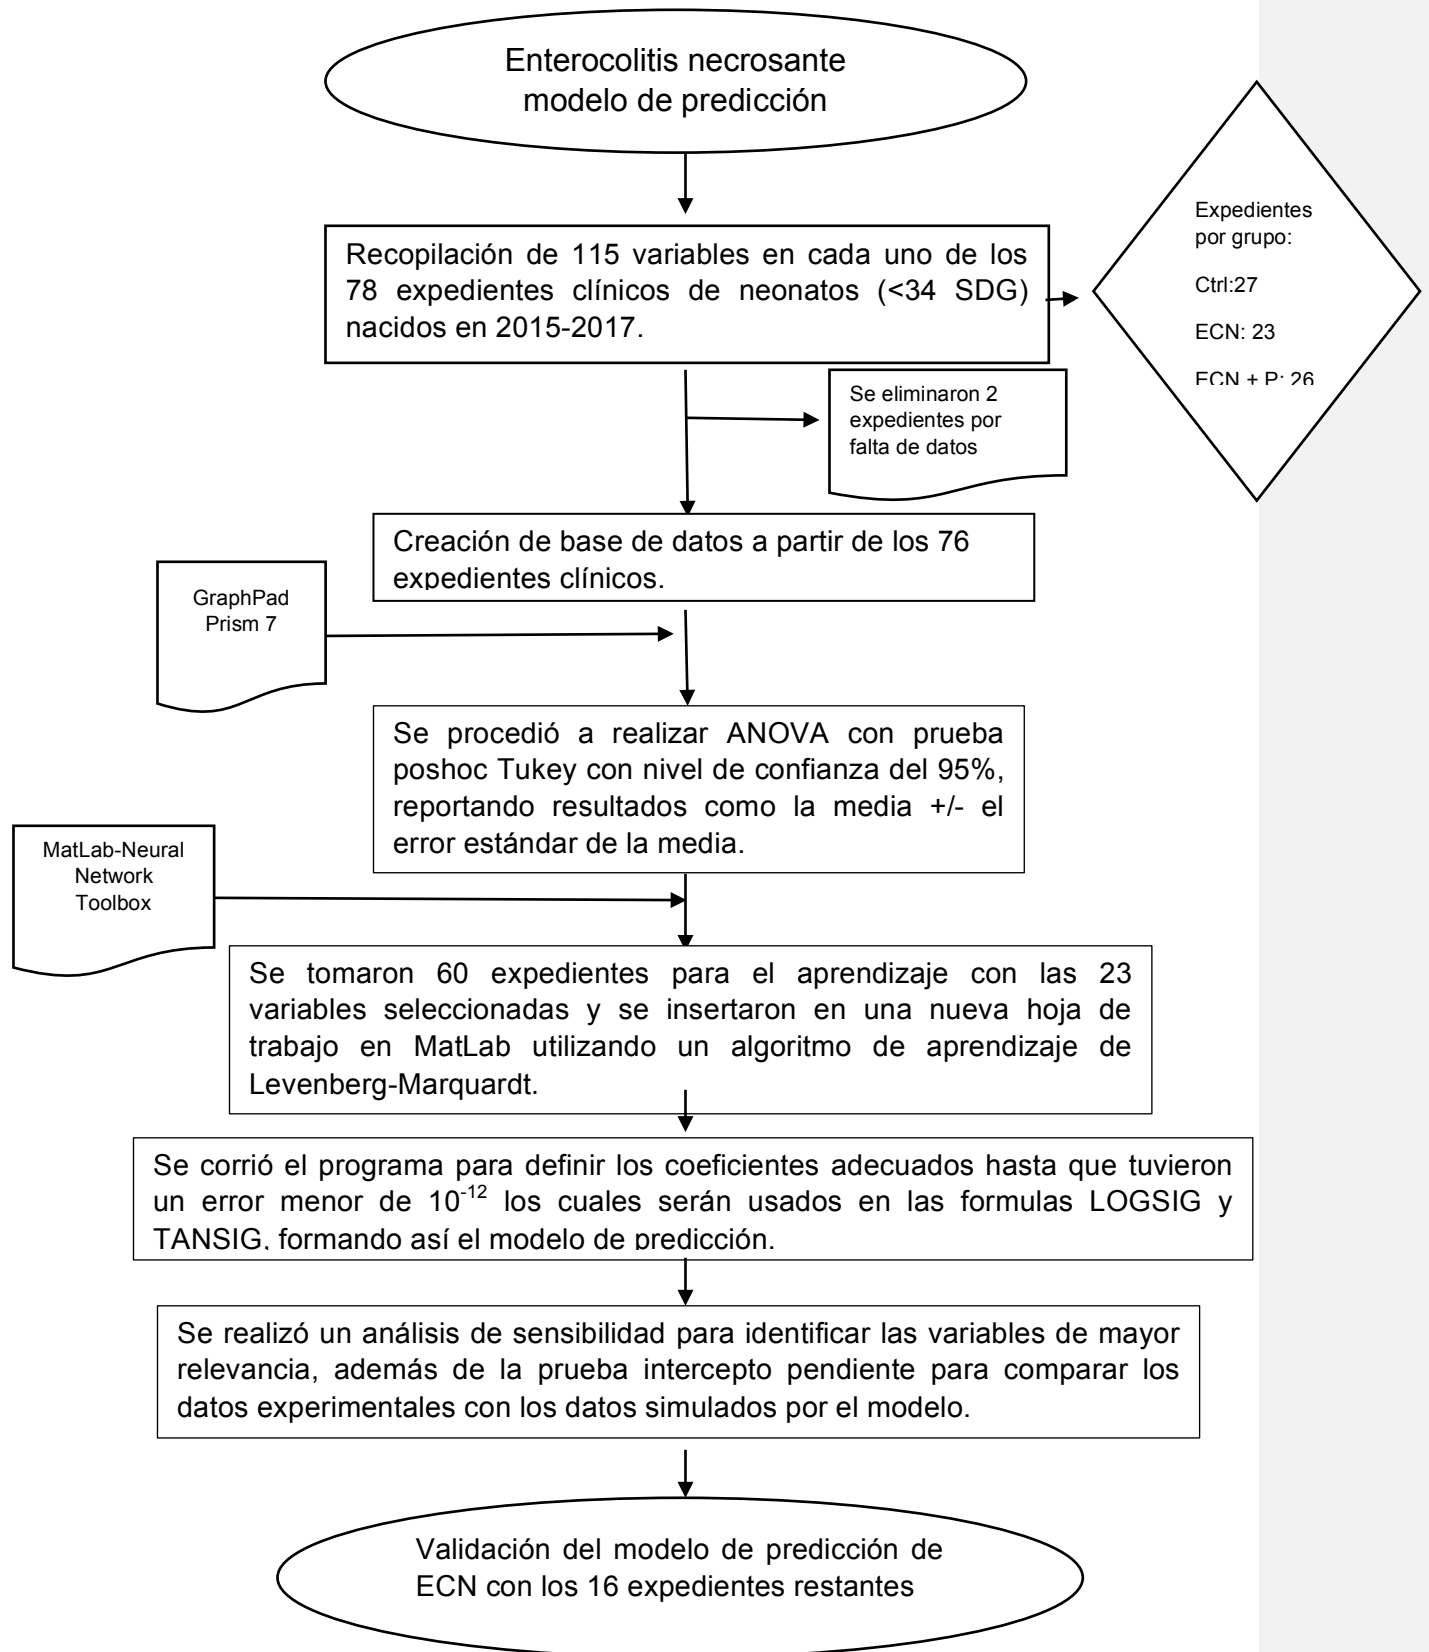 Enterocolitis necrosante
modelo de predicción
Recopilación de 115 variables en cada uno de los
78 expedientes clínicos de neonatos (<34 SDG)
nacidos en 2015-2017.
Expedientes
por grupo:
Ctrl:27
ECN: 23
ECN + P: 26
Se eliminaron 2
expedientes por
falta de datos
Creación de base de datos a partir de los 76
expedientes clínicos.
GraphPad
Prism 7
Se procedió a realizar ANOVA con prueba
poshoc Tukey con nivel de confianza del 95%,
reportando resultados como la media +/- el
error estándar de la media.
MatLab-Neural
Network
Toolbox
Se tomaron 60 expedientes para el aprendizaje con las 23
variables seleccionadas y se insertaron en una nueva hoja de
trabajo en MatLab utilizando un algoritmo de aprendizaje de
Levenberg-Marquardt.
Se corrió el programa para definir los coeficientes adecuados hasta que tuvieron
un error menor de 10⁻¹² los cuales serán usados en las formulas LOGSIG y
TANSIG, formando así el modelo de predicción.
Se realizó un análisis de sensibilidad para identificar las variables de mayor
relevancia, además de la prueba intercepto pendiente para comparar los
datos experimentales con los datos simulados por el modelo.
Validación del modelo de predicción de
ECN con los 16 expedientes restantes